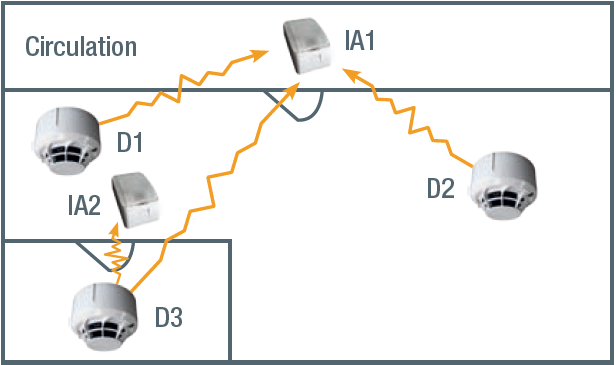 Circulation
IA1
D1
D2
IA2
D3